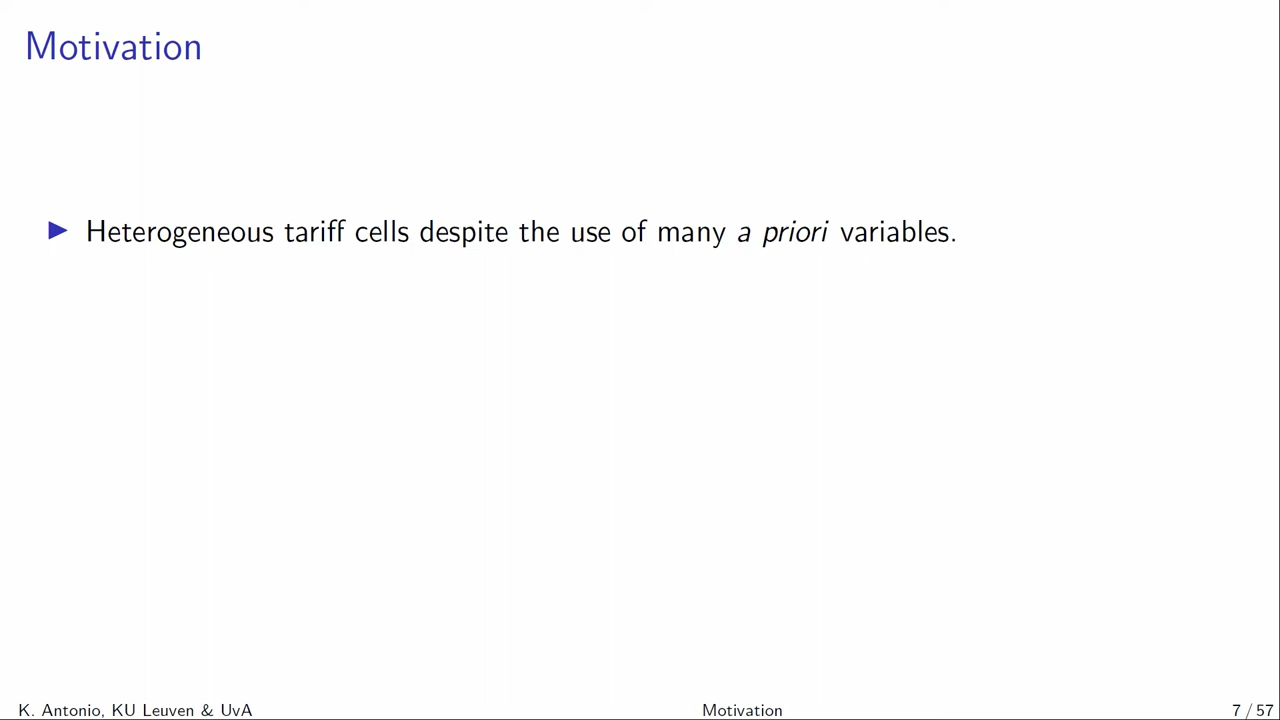 Motivation
▶ Heterogeneous tariff cells despite the use of many a priori variables.
K. Antonio, KU Leuven & UvA Motivation 7 / 57